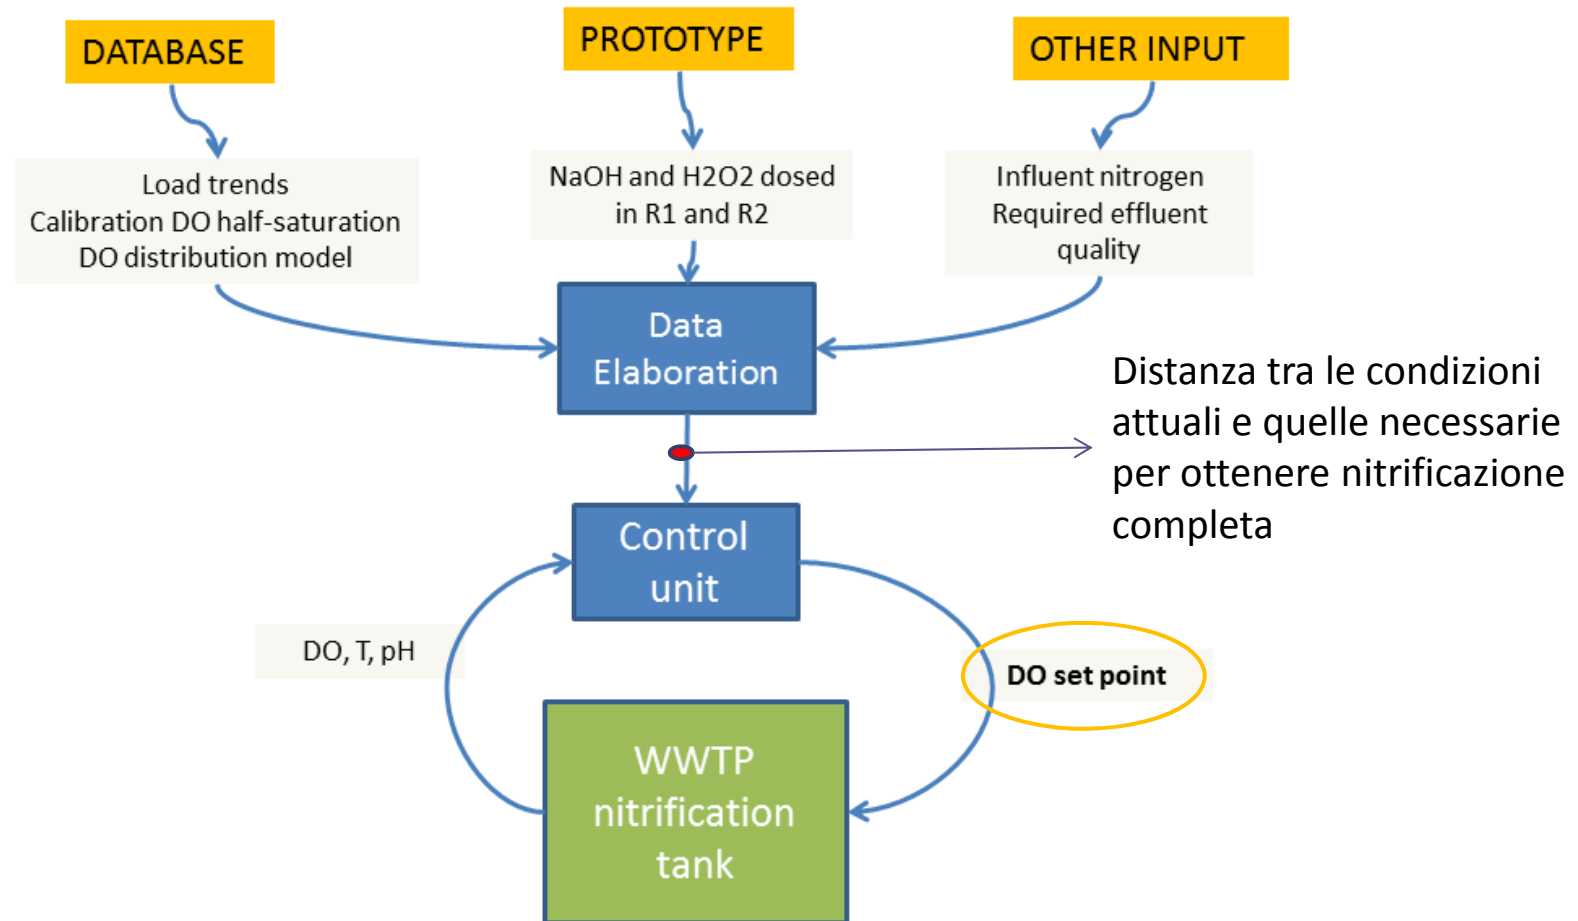 DATABASE
PROTOTYPE
OTHER INPUT
Load trends
Calibration DO half-saturation
DO distribution model
NaOH and H2O2 dosed
in R1 and R2
Influent nitrogen
Required effluent
quality
Data
Elaboration
Distanza tra le condizioni
attuali e quelle necessarie
per ottenere nitrificazione
completa
Control
unit
DO, T, pH
DO set point
WWTP
nitrification
tank